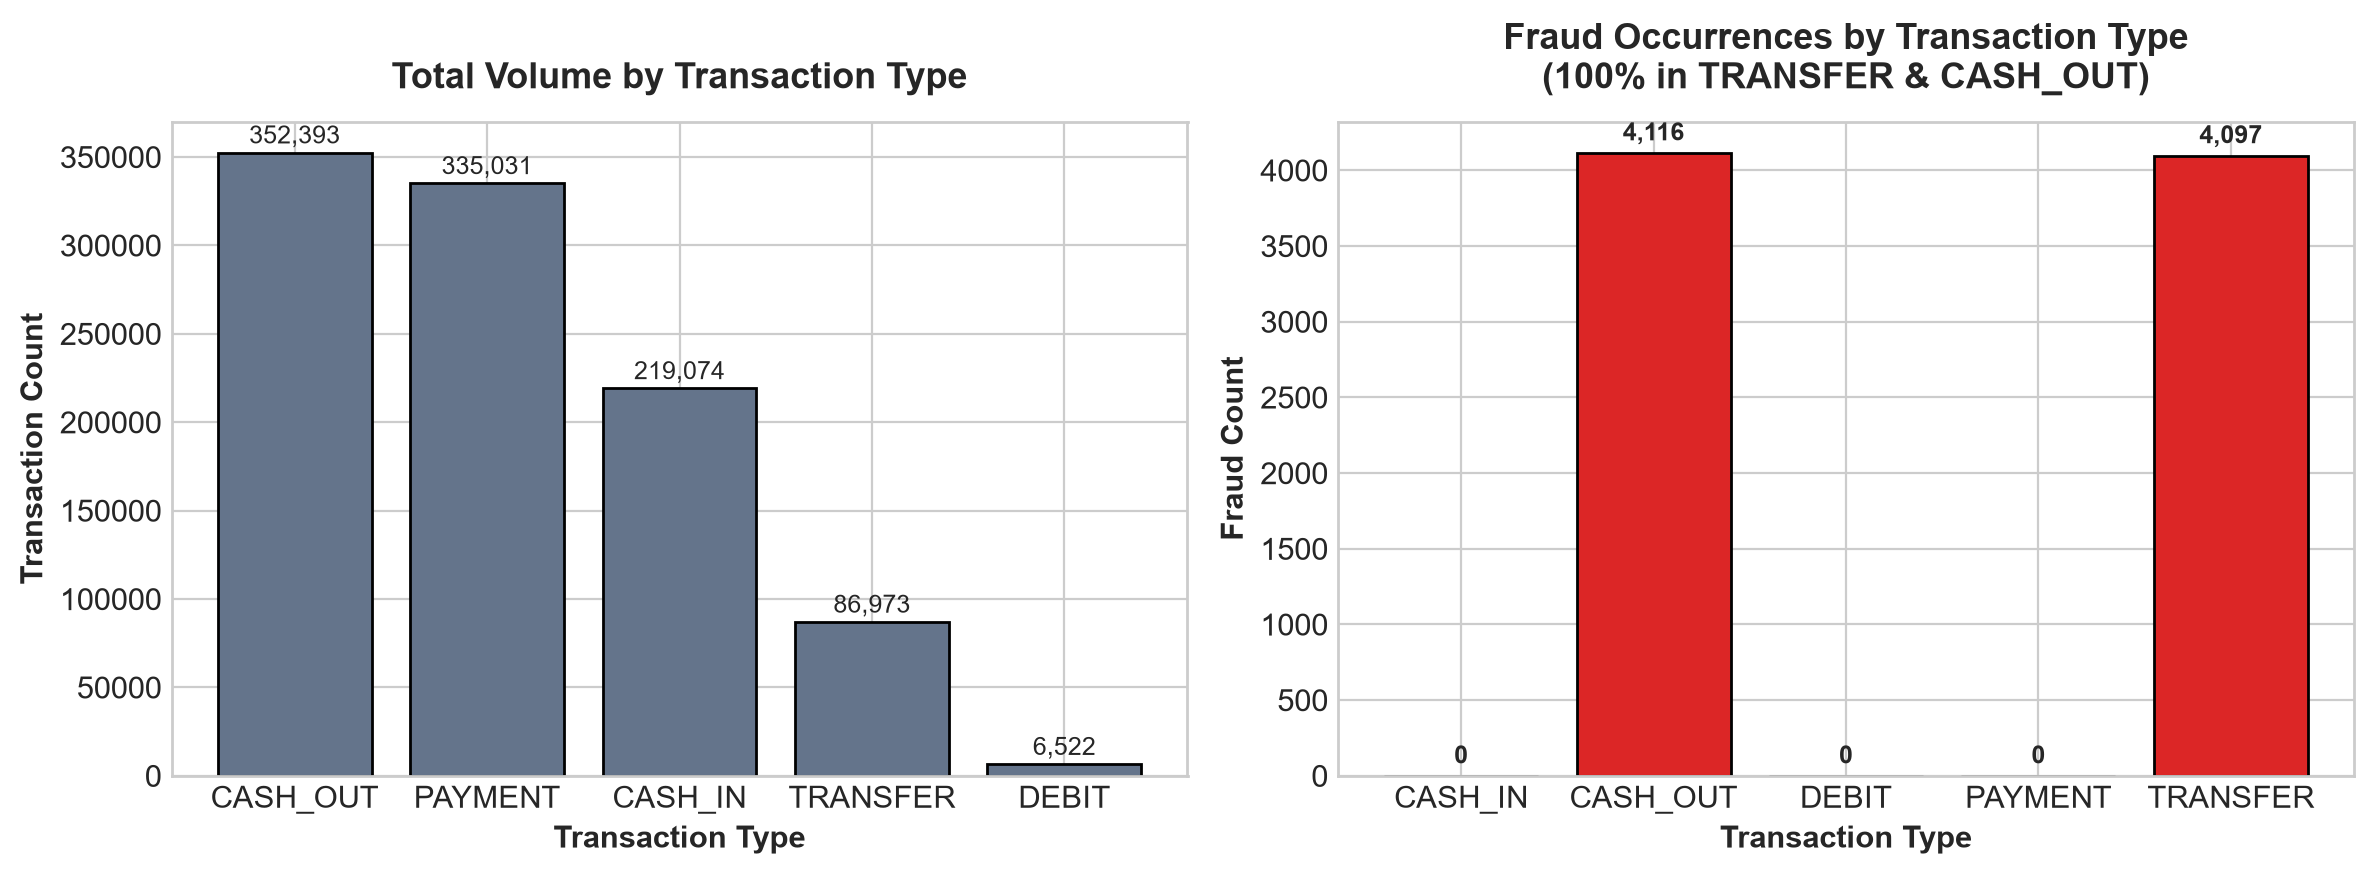 Total Volume by Transaction Type
Transaction Count
350000
300000
250000
200000
150000
100000
50000
0
352,393
335,031
219,074
86,973
6,522
CASH_OUT
PAYMENT
CASH_IN
TRANSFER
DEBIT
Transaction Type
Fraud Occurrences by Transaction Type
(100% in TRANSFER & CASH_OUT)
Fraud Count
4000
3500
3000
2500
2000
1500
1000
500
0
0
4,116
0
0
4,097
CASH_IN
CASH_OUT
DEBIT
PAYMENT
TRANSFER
Transaction Type